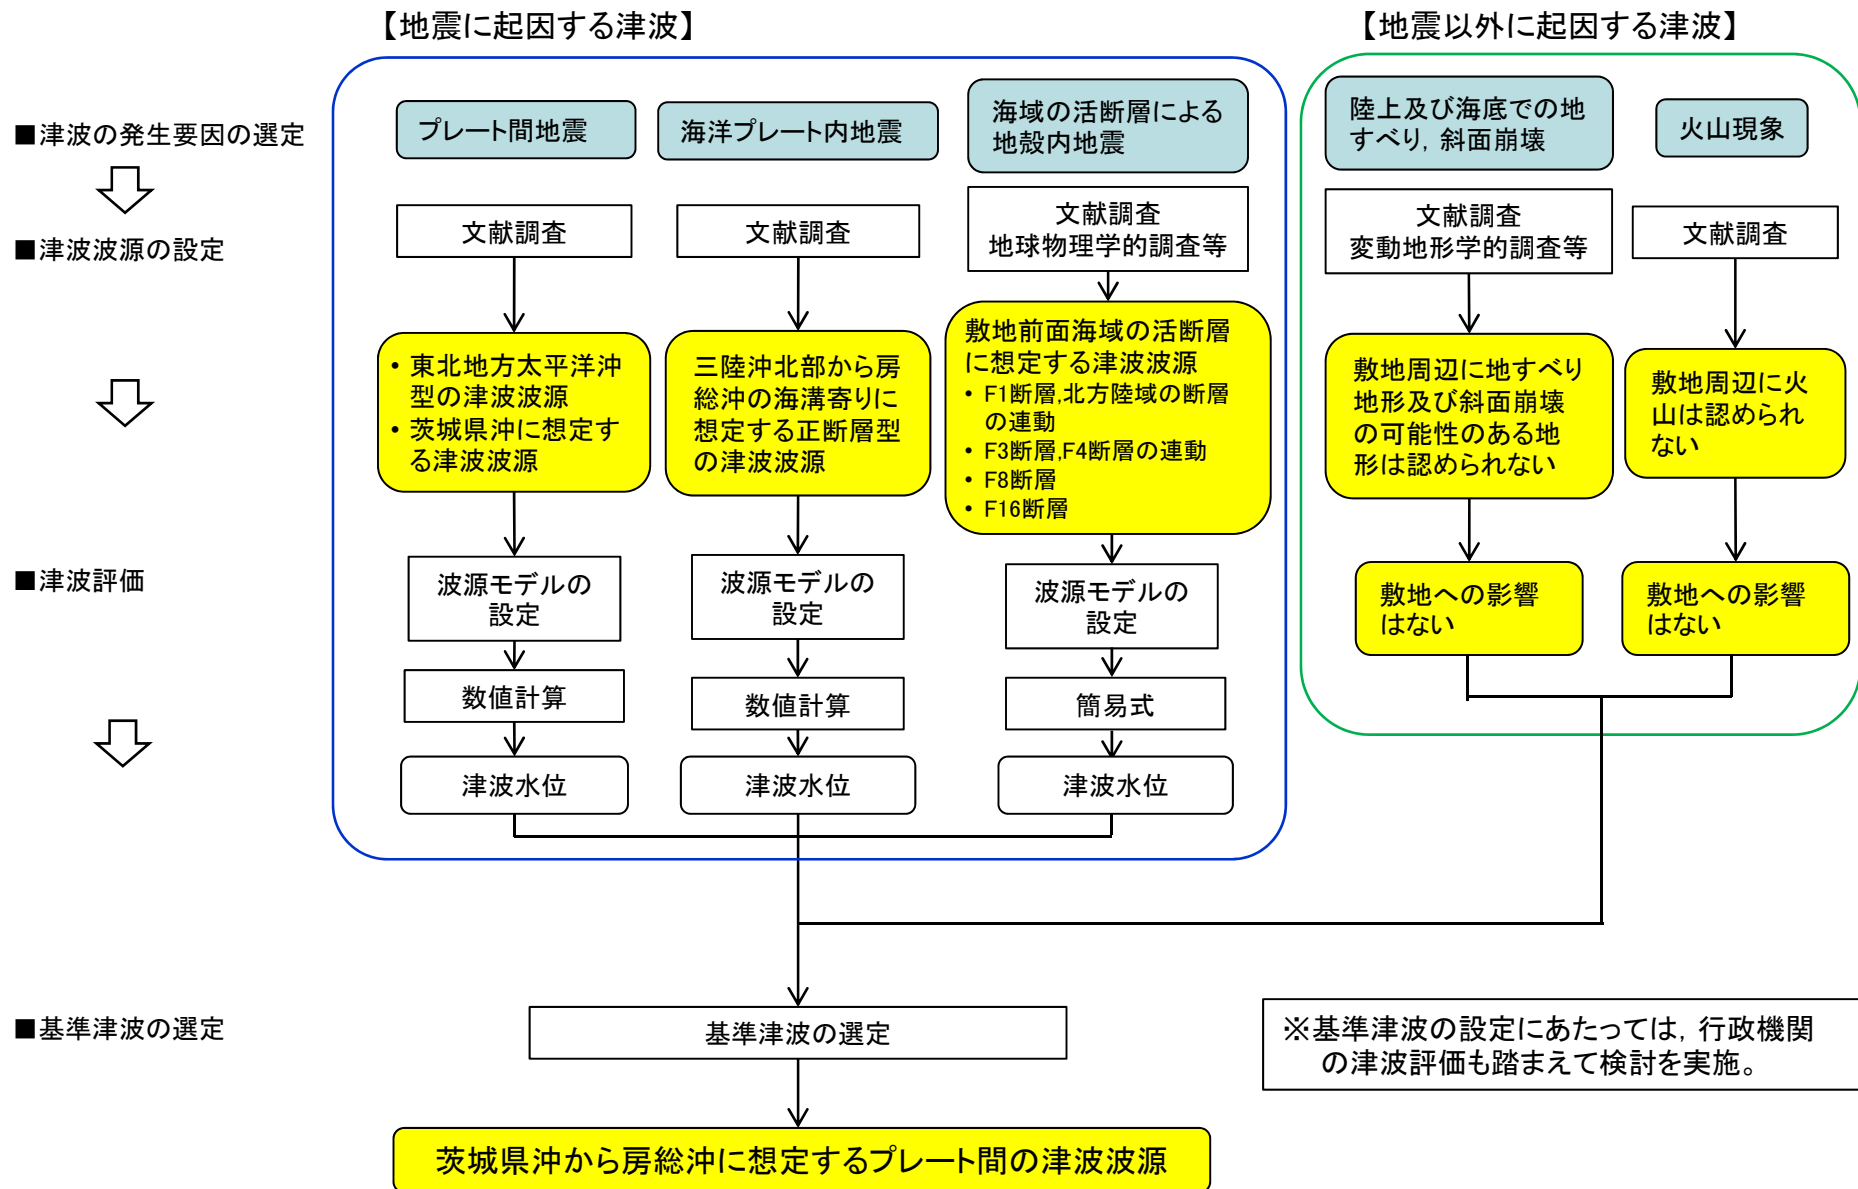 【地震に起因する津波】
【地震以外に起因する津波】
■津波の発生要因の選定
プレート間地震
海洋プレート内地震
海域の活断層による
地殻内地震
陸上及び海底での地
すべり，斜面崩壊
火山現象
■津波波源の設定
文献調査
文献調査
文献調査
地球物理学的調査等
文献調査
変動地形学的調査等
文献調査
• 東北地方太平洋沖
型の津波波源
• 茨城県沖に想定す
る津波波源
三陸沖北部から房
総沖の海溝寄りに
想定する正断層型
の津波波源
敷地前面海域の活断層
に想定する津波波源
• F1断層,北方陸域の断層
の連動
• F3断層,F4断層の連動
• F8断層
• F16断層
敷地周辺に地すべり
地形及び斜面崩壊
の可能性のある地
形は認められない
敷地周辺に火
山は認められ
ない
■津波評価
波源モデルの
設定
波源モデルの
設定
波源モデルの
設定
敷地への影響
はない
敷地への影響
はない
数値計算
数値計算
簡易式
津波水位
津波水位
津波水位
■基準津波の選定
基準津波の選定
※基準津波の設定にあたっては，行政機関
の津波評価も踏まえて検討を実施。
茨城県沖から房総沖に想定するプレート間の津波波源